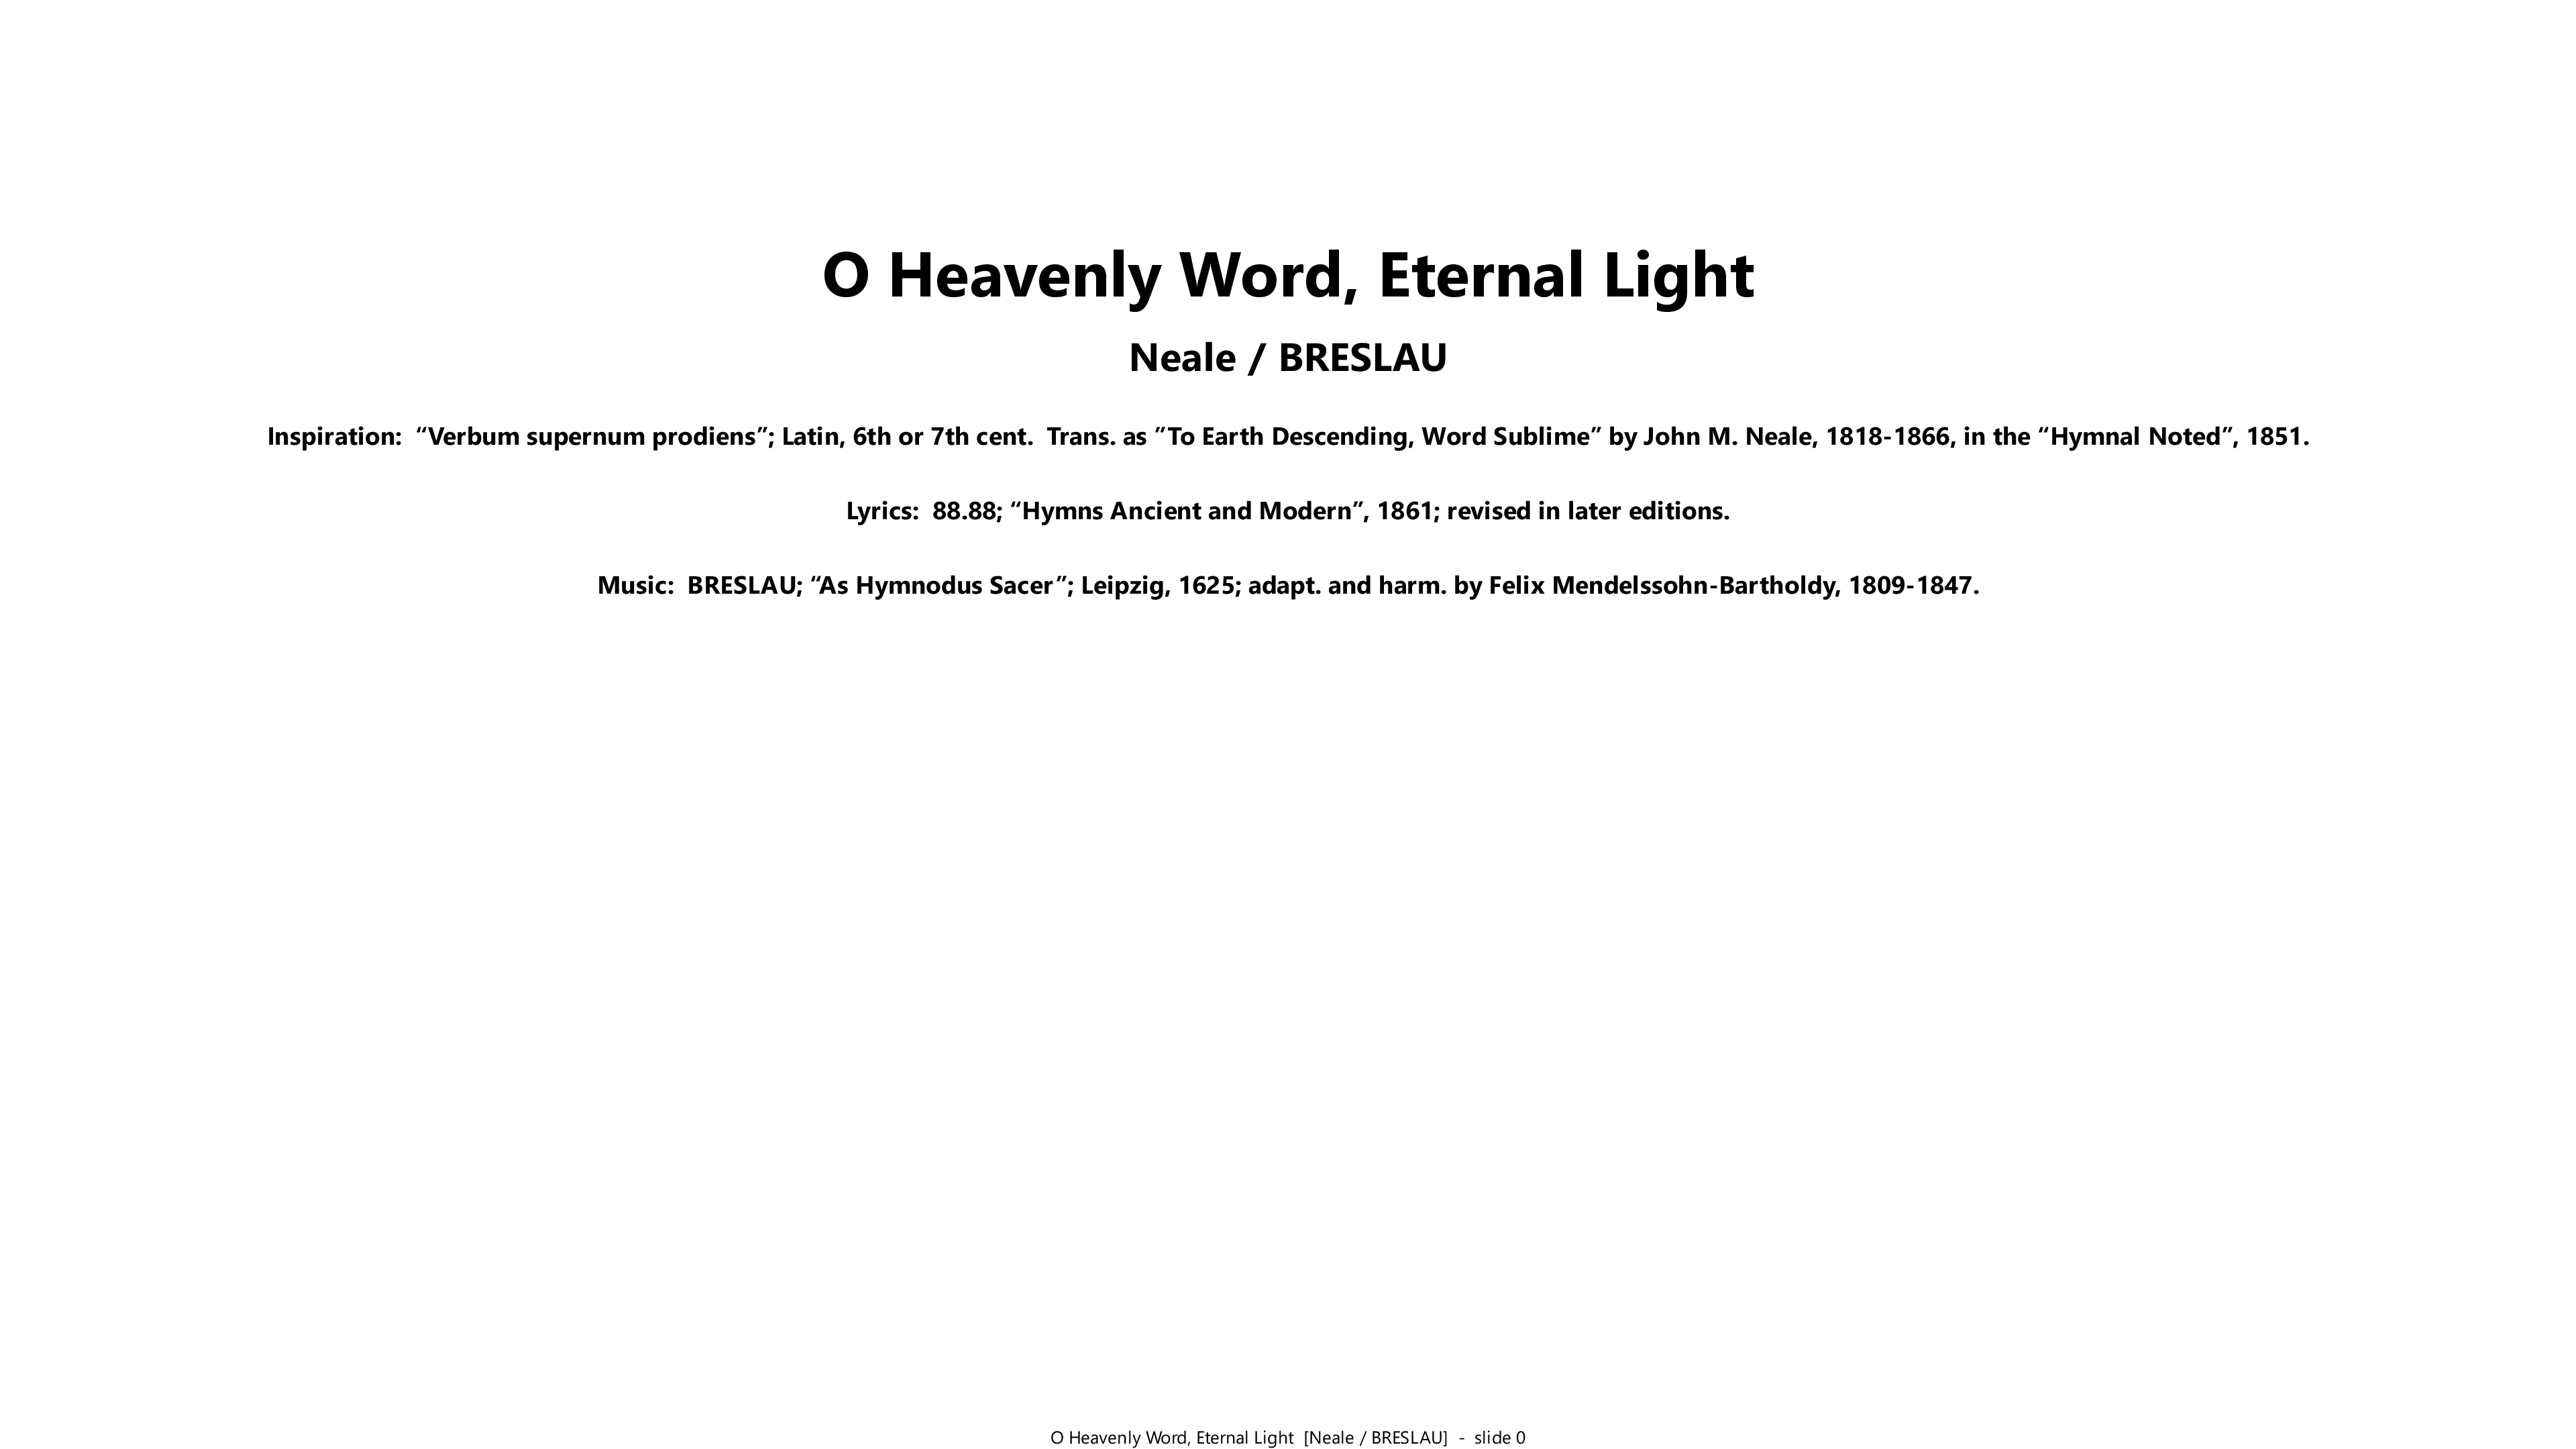 O Heavenly Word, Eternal Light
Neale / BRESLAU
Inspiration:  “Verbum supernum prodiens”; Latin, 6th or 7th cent.  Trans. as ”To Earth Descending, Word Sublime” by John M. Neale, 1818-1866, in the “Hymnal Noted”, 1851.
Lyrics:  88.88; “Hymns Ancient and Modern”, 1861; revised in later editions.
Music:  BRESLAU; “As Hymnodus Sacer”; Leipzig, 1625; adapt. and harm. by Felix Mendelssohn-Bartholdy, 1809-1847.
O Heavenly Word, Eternal Light  [Neale / BRESLAU]  -  slide 0